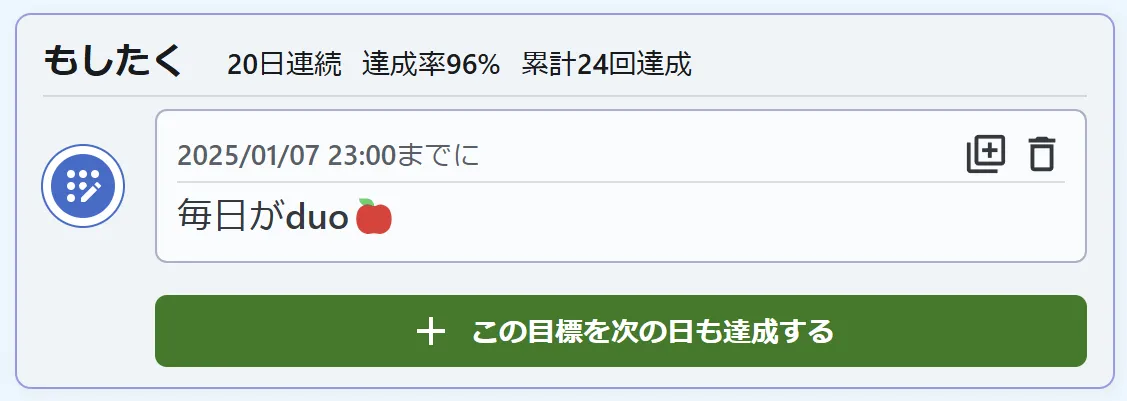 もしたく 20日連続 達成率96% 累計24回達成
2025/01/07 23:00までに
毎日がduo🍎
この目標を次の日も達成する